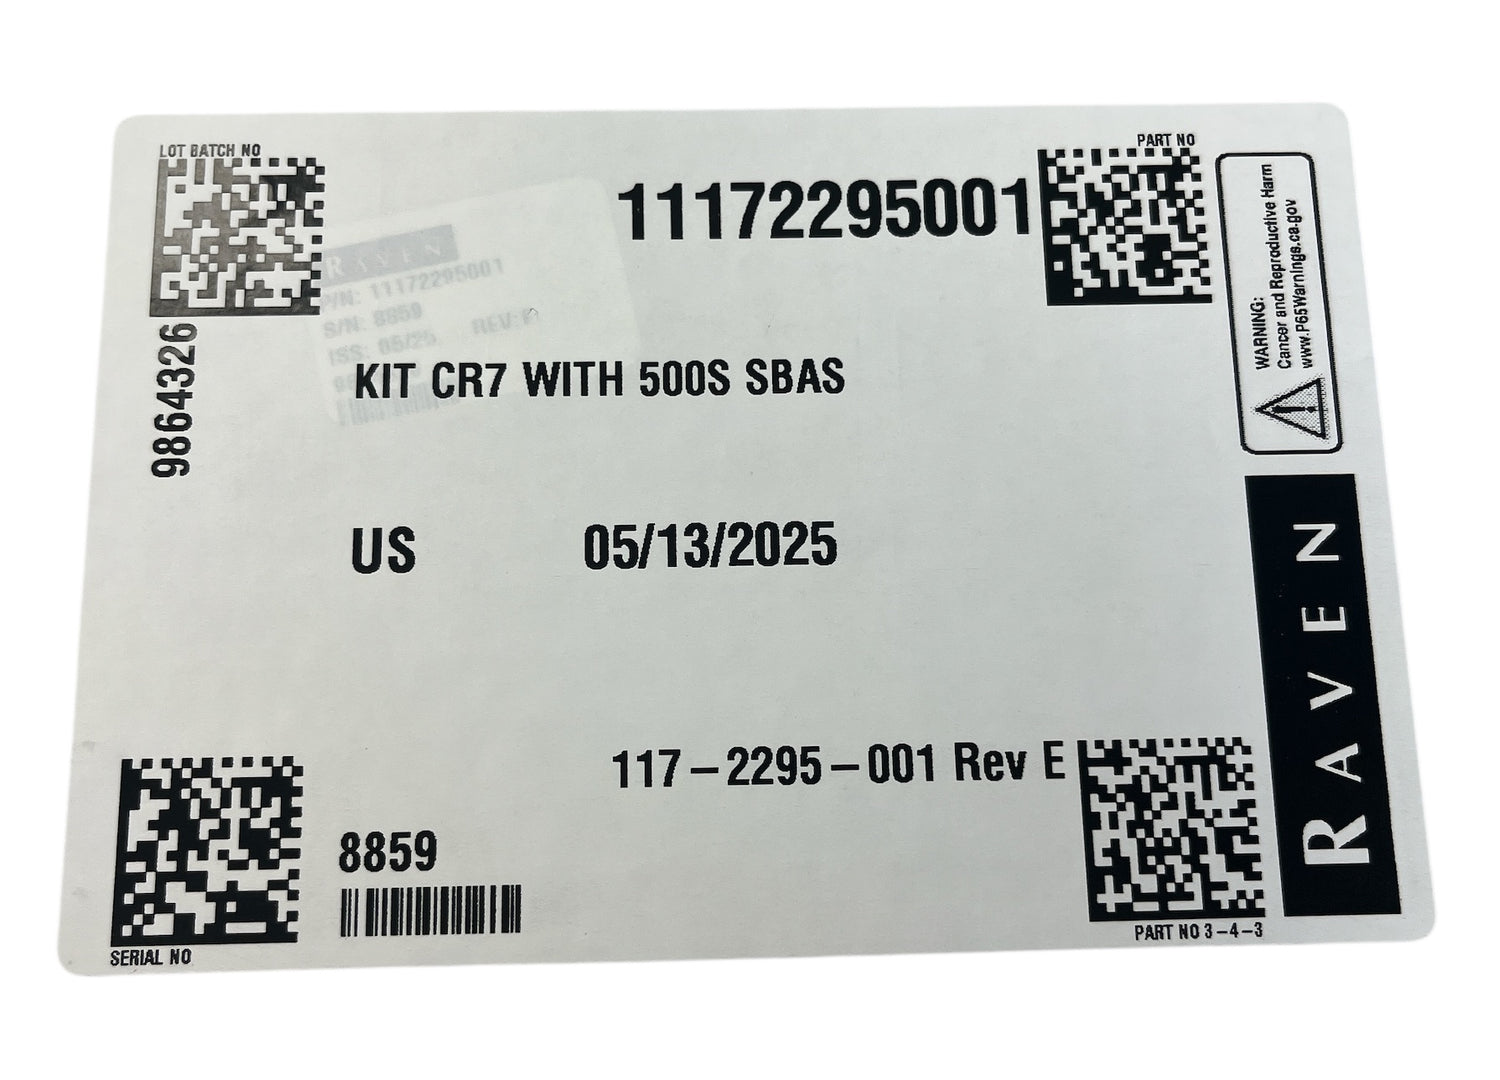 LOT BATCH NO
PART NO
11172295001
WARNING:
Cancer and Reproductive Harm
www.P65Warnings.ca.gov
RAVEN
P/N: 11172295001
S/N: 8859
ISS: 05/25 REV:
9864326
KIT CR7 WITH 500S SBAS
US 05/13/2025
RAVEN
117-2295-001 Rev E
8859
SERIAL NO
PART NO 3-4-3